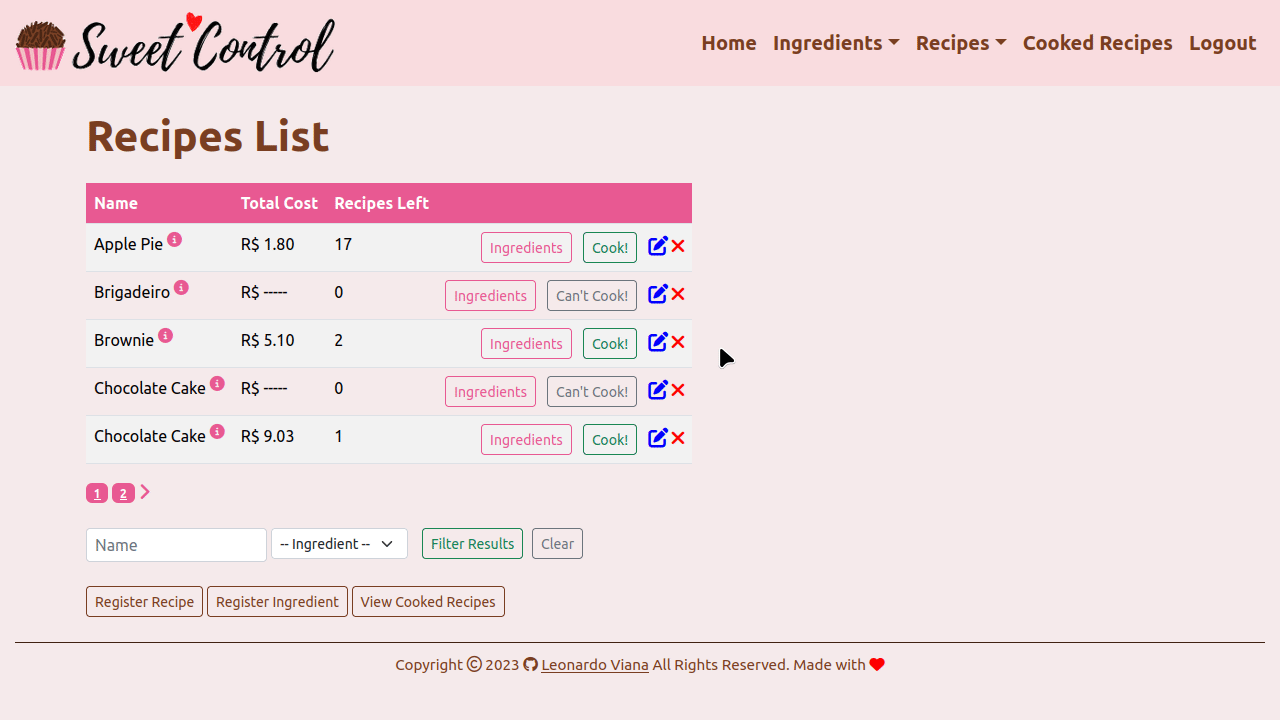 Sweet Control Home Ingredients Recipes Cooked Recipes Logout
Recipes List
Name Total Cost Recipes Left
Apple Pie R$ 1.80 17 Ingredients Cook!
Brigadeiro R$ ----- 0 Ingredients Can't Cook!
Brownie R$ 5.10 2 Ingredients Cook!
Chocolate Cake R$ ----- 0 Ingredients Can't Cook!
Chocolate Cake R$ 9.03 1 Ingredients Cook!
1 2
Name -- Ingredient -- Filter Results Clear
Register Recipe Register Ingredient View Cooked Recipes
Copyright © 2023 Leonardo Viana All Rights Reserved. Made with